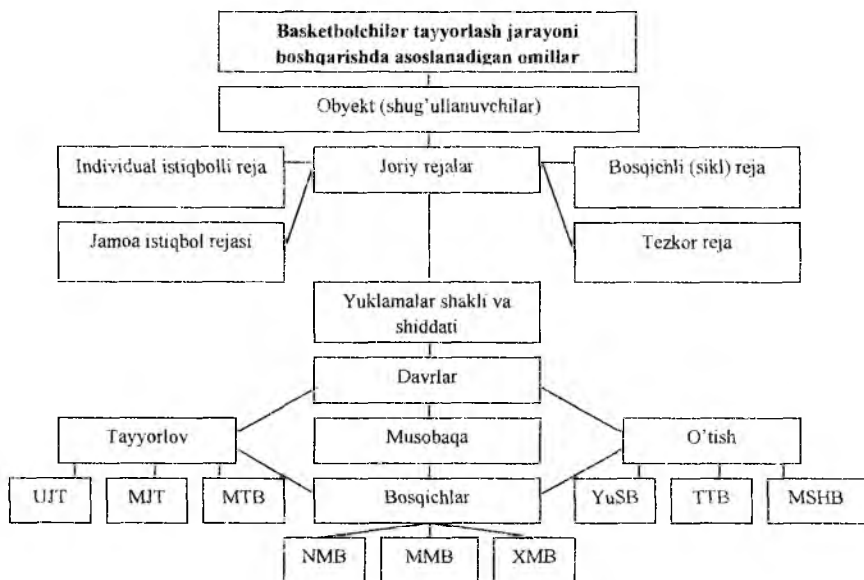 Basketbolchilar tayyorlash jarayoni
boshqarishda asoslanadigan omillar
Obyekt (shug'ullanuvchilar)
Individual istiqbolli reja
Joriy rejalar
Bosqichli (sikl) reja
Jamoa istiqbol rejasi
Tezkor reja
Yuklamalar shakli va
shiddati
Davrlar
Tayyorlov
Musobaqa
O'tish
UJT
MJT
MTB
Bosqichlar
YuSB
TTB
MSHB
NMB
MMB
XMB